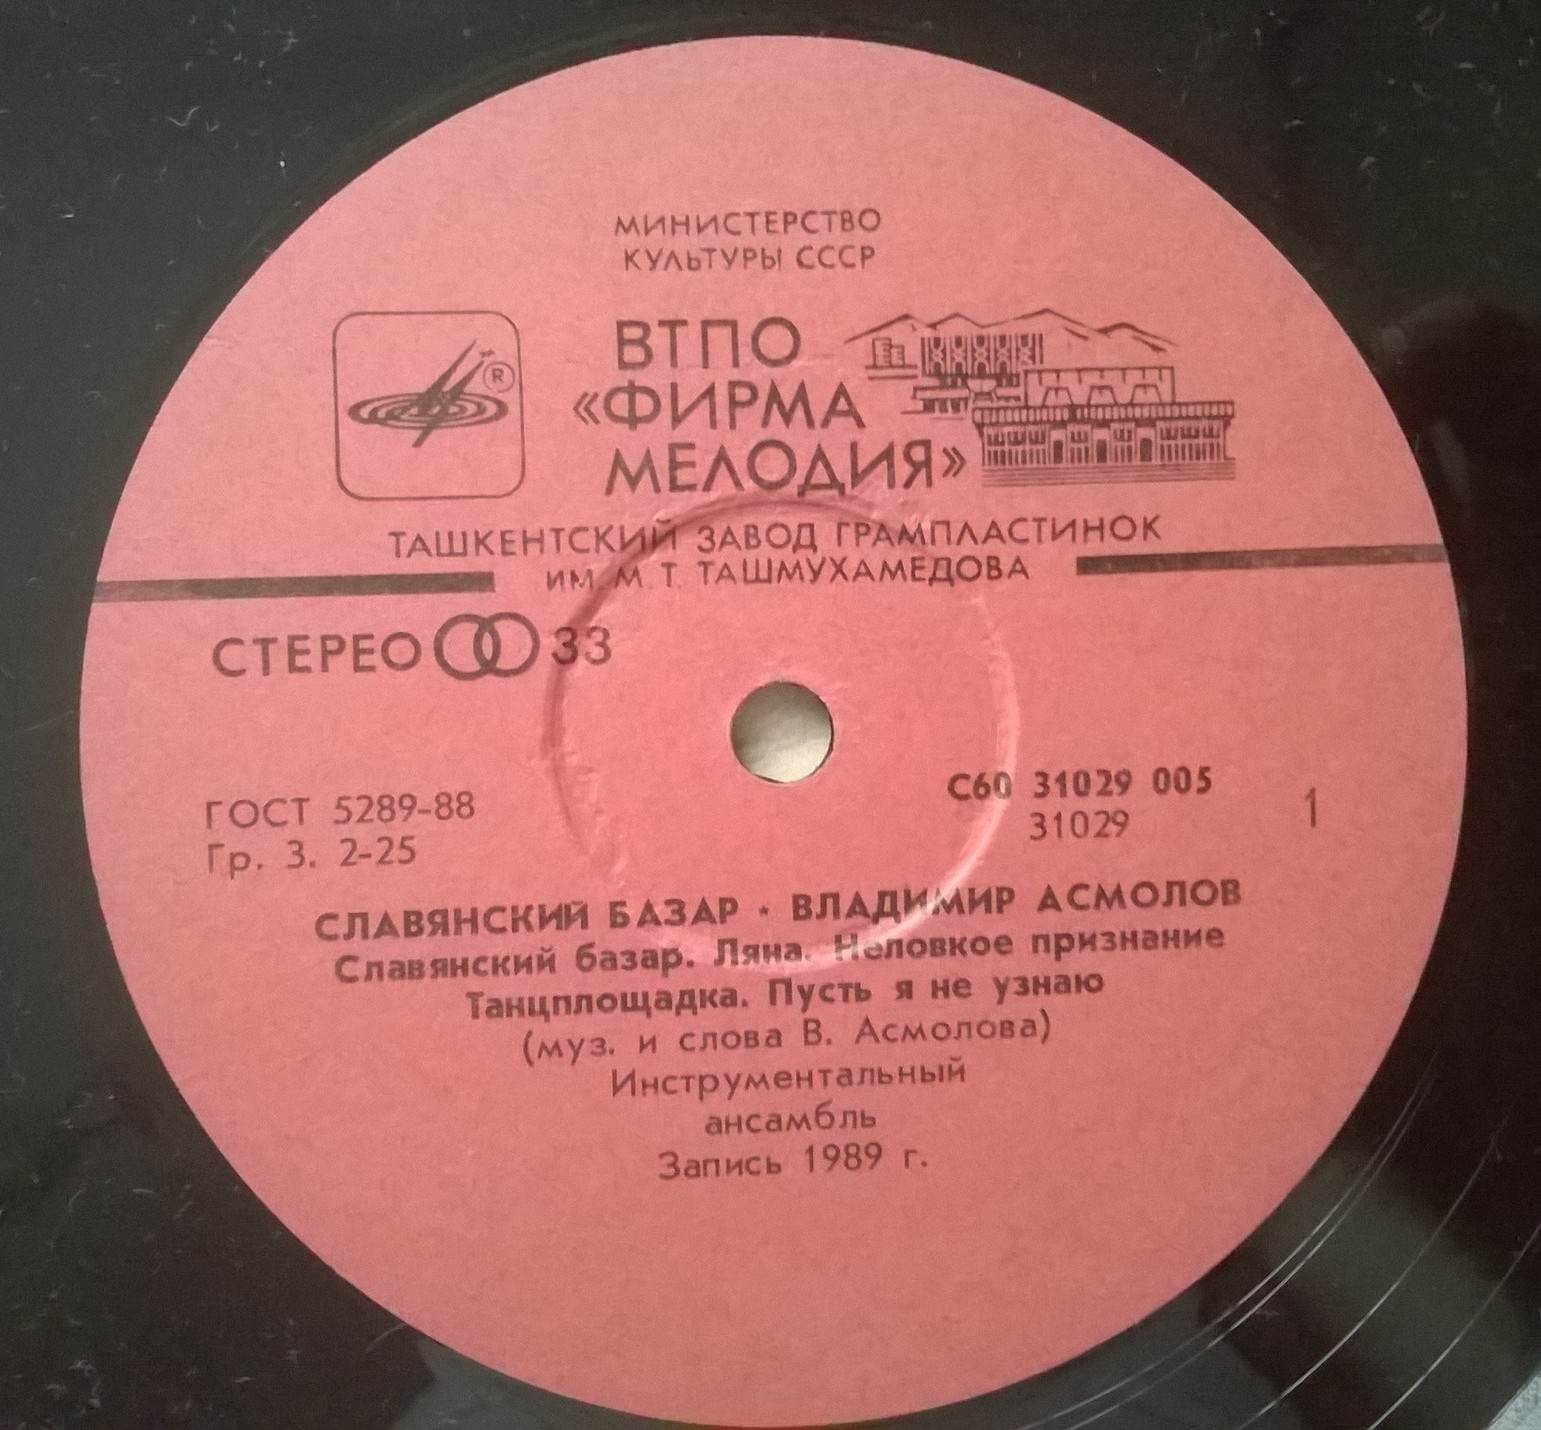 МИНИСТЕРСТВО
КУЛЬТУРЫ СССР
ВТПО
«ФИРМА
МЕЛОДИЯ»
®
ТАШКЕНТСКИЙ ЗАВОД ГРАМПЛАСТИНОК
ИМ. М. Т. ТАШМУХАМЕДОВА
СТЕРЕО 33
ГОСТ 5289-88
Гр. 3. 2-25
С60 31029 005
31029
1
СЛАВЯНСКИЙ БАЗАР • ВЛАДИМИР АСМОЛОВ
Славянский базар. Ляна. Неловкое признание
Танцплощадка. Пусть я не узнаю
(муз. и слова В. Асмолова)
Инструментальный
ансамбль
Запись 1989 г.